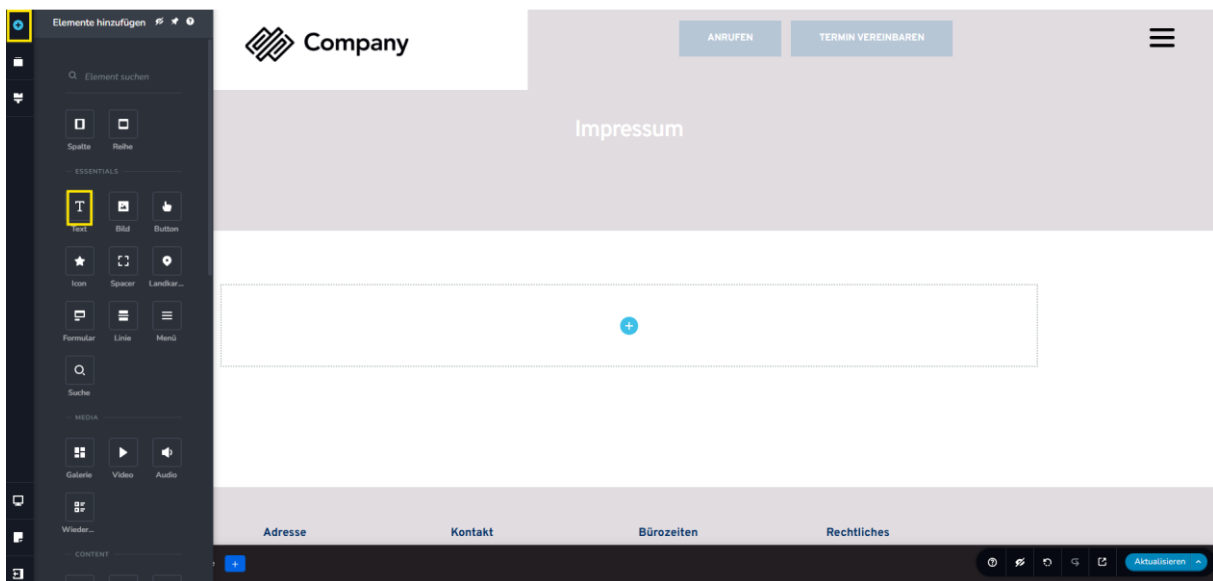 Elemente hinzufügen
Element suchen
Spalte Reihe
ESSENTIALS
T
Text Bild Button
Icon Spacer Landkar...
Formular Linie Menü
Suche
MEDIA
Galerie Video Audio
Wieder...
CONTENT
Company
ANRUFEN TERMIN VEREINBAREN
Impressum
Adresse Kontakt Bürozeiten Rechtliches
Aktualisieren